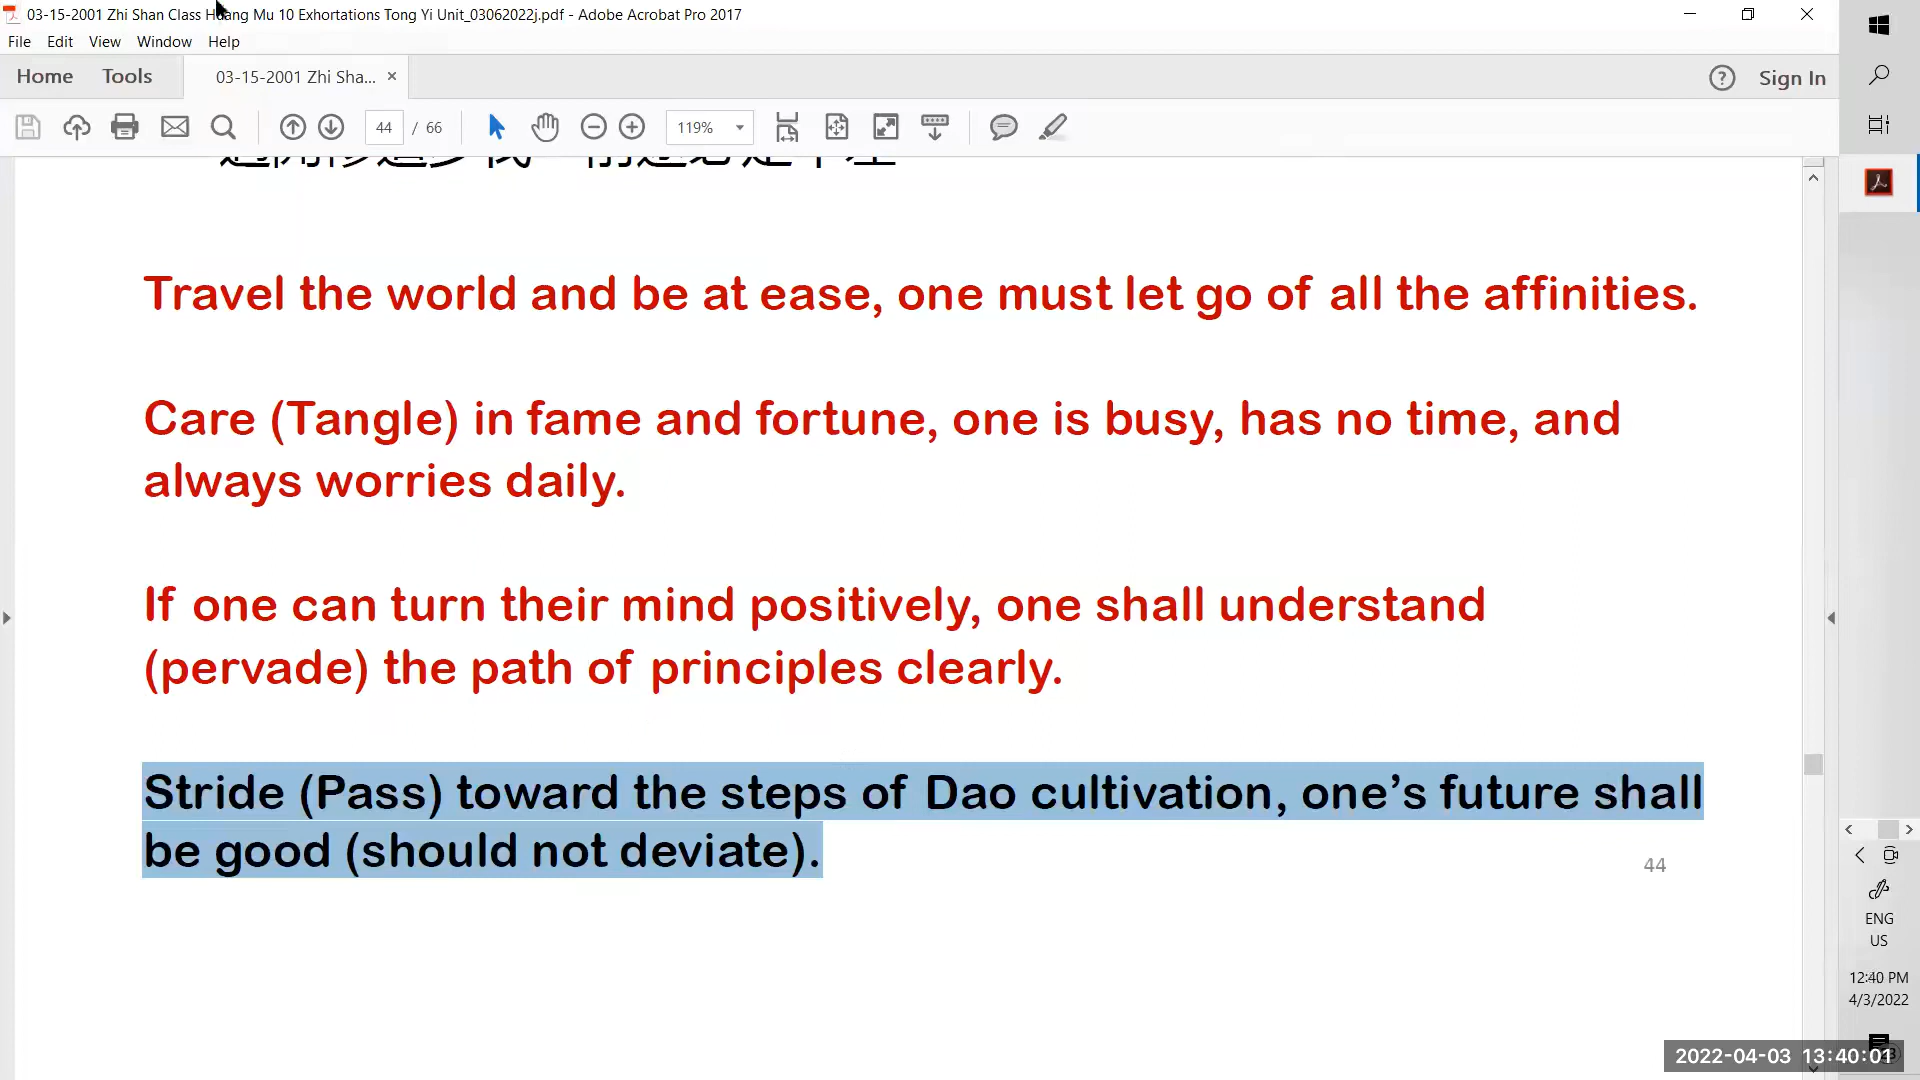 03-15-2001 Zhi Shan Class Huang Mu 10 Exhortations Tong Yi Unit_03062022j.pdf - Adobe Acrobat Pro 2017
File Edit View Window Help
Home Tools 03-15-2001 Zhi Sha... × Sign In
44 / 66 119%
Travel the world and be at ease, one must let go of all the affinities.
Care (Tangle) in fame and fortune, one is busy, has no time, and
always worries daily.
If one can turn their mind positively, one shall understand
(pervade) the path of principles clearly.
Stride (Pass) toward the steps of Dao cultivation, one’s future shall
be good (should not deviate).
44
ENG
US
12:40 PM
4/3/2022
2022-04-03 13:40:01